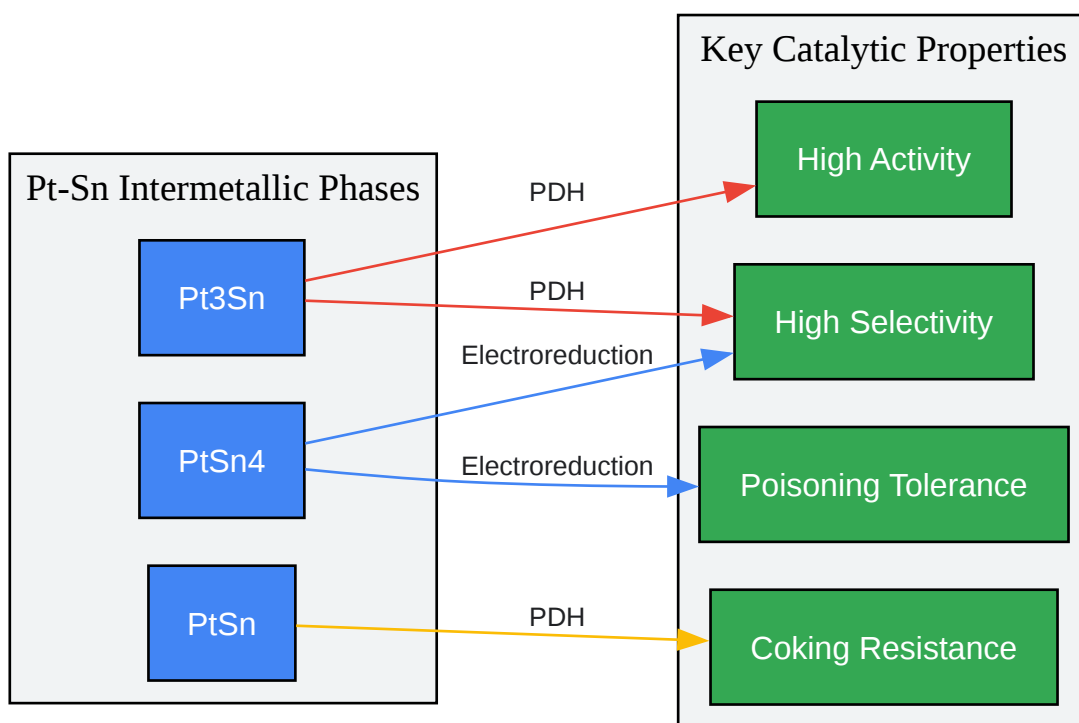 Key Catalytic Properties
High Activity
Pt-Sn Intermetallic Phases
PDH
Pt3Sn
PDH
High Selectivity
Electroreduction
PtSn4
Electroreduction
Poisoning Tolerance
PtSn
PDH
Coking Resistance